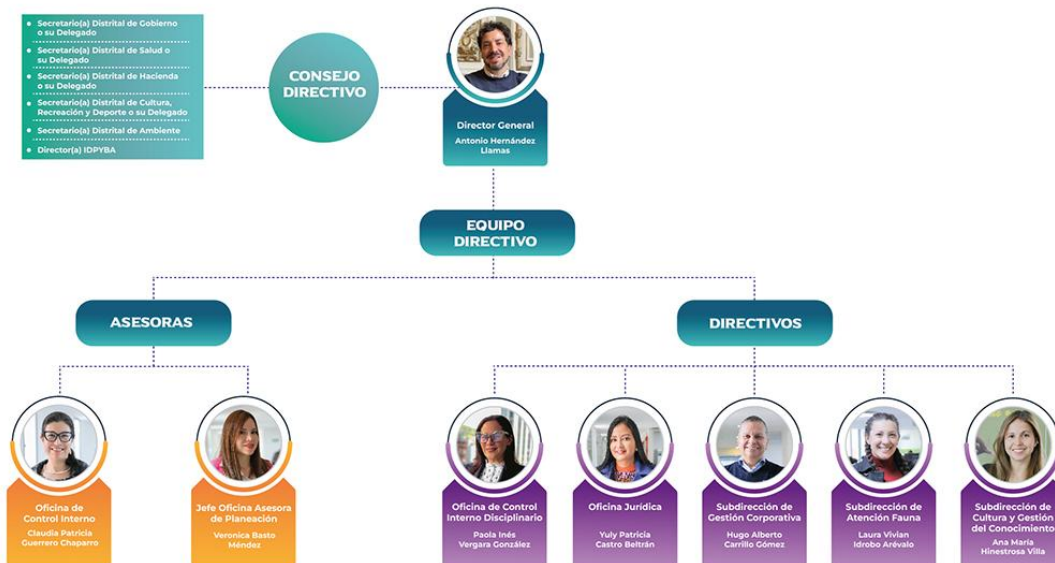 Secretario(a) Distrital de Gobierno
o su Delegado
Secretario(a) Distrital de Salud o
su Delegado
Secretario(a) Distrital de Hacienda
o su Delegado
Secretario(a) Distrital de Cultura,
Recreación y Deporte o su Delegado
Secretario(a) Distrital de Ambiente
Director(a) IDPYBA
CONSEJO
DIRECTIVO
Director General
Antonio Hernández
Llamas
EQUIPO
DIRECTIVO
ASESORAS
DIRECTIVOS
Oficina de
Control Interno
Claudia Patricia
Guerrero Chaparro
Jefe Oficina Asesora
de Planeación
Veronica Basto
Méndez
Oficina de Control
Interno Disciplinario
Paola Inés
Vergara González
Oficina Jurídica
Yuly Patricia
Castro Beltrán
Subdirección de
Gestión Corporativa
Hugo Alberto
Carrillo Gómez
Subdirección de
Atención Fauna
Laura Vivian
Idrobo Arévalo
Subdirección de
Cultura y Gestión
del Conocimiento
Ana María
Hinestrosa Villa